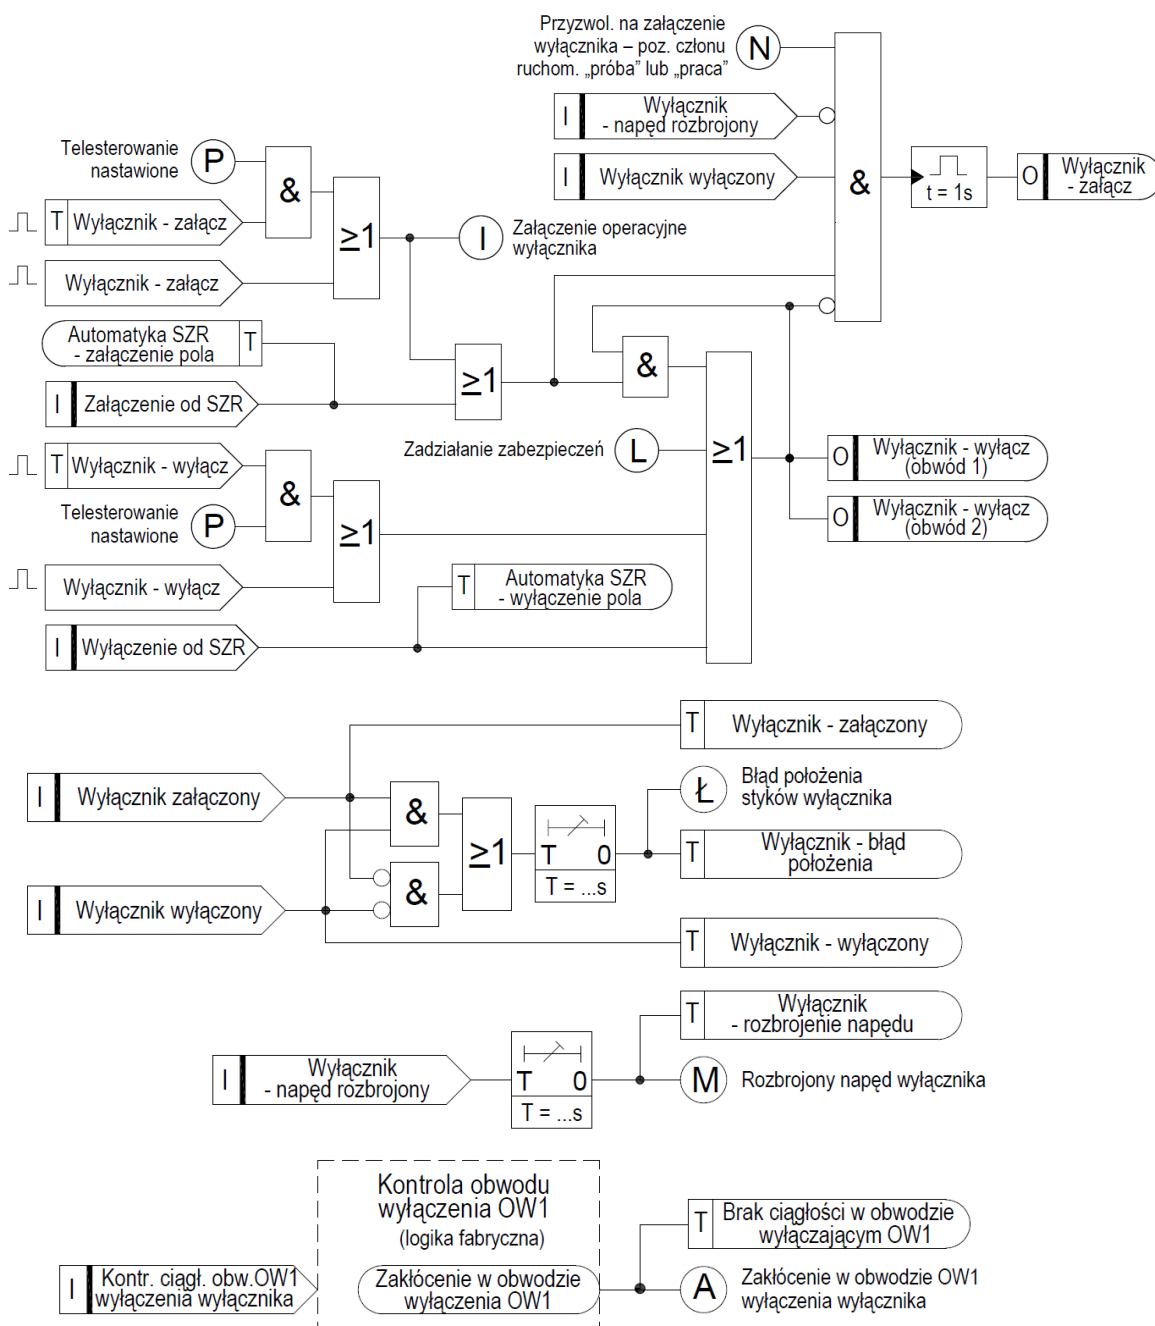 Przyzwol. na załączenie
wyłącznika – poz. członu
ruchom. „próba” lub „praca”
N
I
Wyłącznik
- napęd rozbrojony
I
Wyłącznik wyłączony
&
t = 1s
O
Wyłącznik
- załącz
Telesterowanie
nastawione
P
&
T
Wyłącznik - załącz
≥1
I
Załączenie operacyjne
wyłącznika
Wyłącznik - załącz
Automatyka SZR
- załączenie pola
T
≥1
&
I
Załączenie od SZR
Zadziałanie zabezpieczeń
L
≥1
O
Wyłącznik - wyłącz
(obwód 1)
T
Wyłącznik - wyłącz
&
O
Wyłącznik - wyłącz
(obwód 2)
Telesterowanie
nastawione
P
≥1
Wyłącznik - wyłącz
T
Automatyka SZR
- wyłączenie pola
I
Wyłączenie od SZR
T
Wyłącznik - załączony
I
Wyłącznik załączony
Ł
Błąd położenia
styków wyłącznika
&
≥1
T 0
T = ...s
T
Wyłącznik - błąd
położenia
&
I
Wyłącznik wyłączony
T
Wyłącznik - wyłączony
T
Wyłącznik
- rozbrojenie napędu
I
Wyłącznik
- napęd rozbrojony
T 0
T = ...s
M
Rozbrojony napęd wyłącznika
Kontrola obwodu
wyłączenia OW1
(logika fabryczna)
T
Brak ciągłości w obwodzie
wyłączającym OW1
I
Kontr. ciągł. obw.OW1
wyłączenia wyłącznika
Zakłócenie w obwodzie
wyłączenia OW1
A
Zakłócenie w obwodzie OW1
wyłączenia wyłącznika